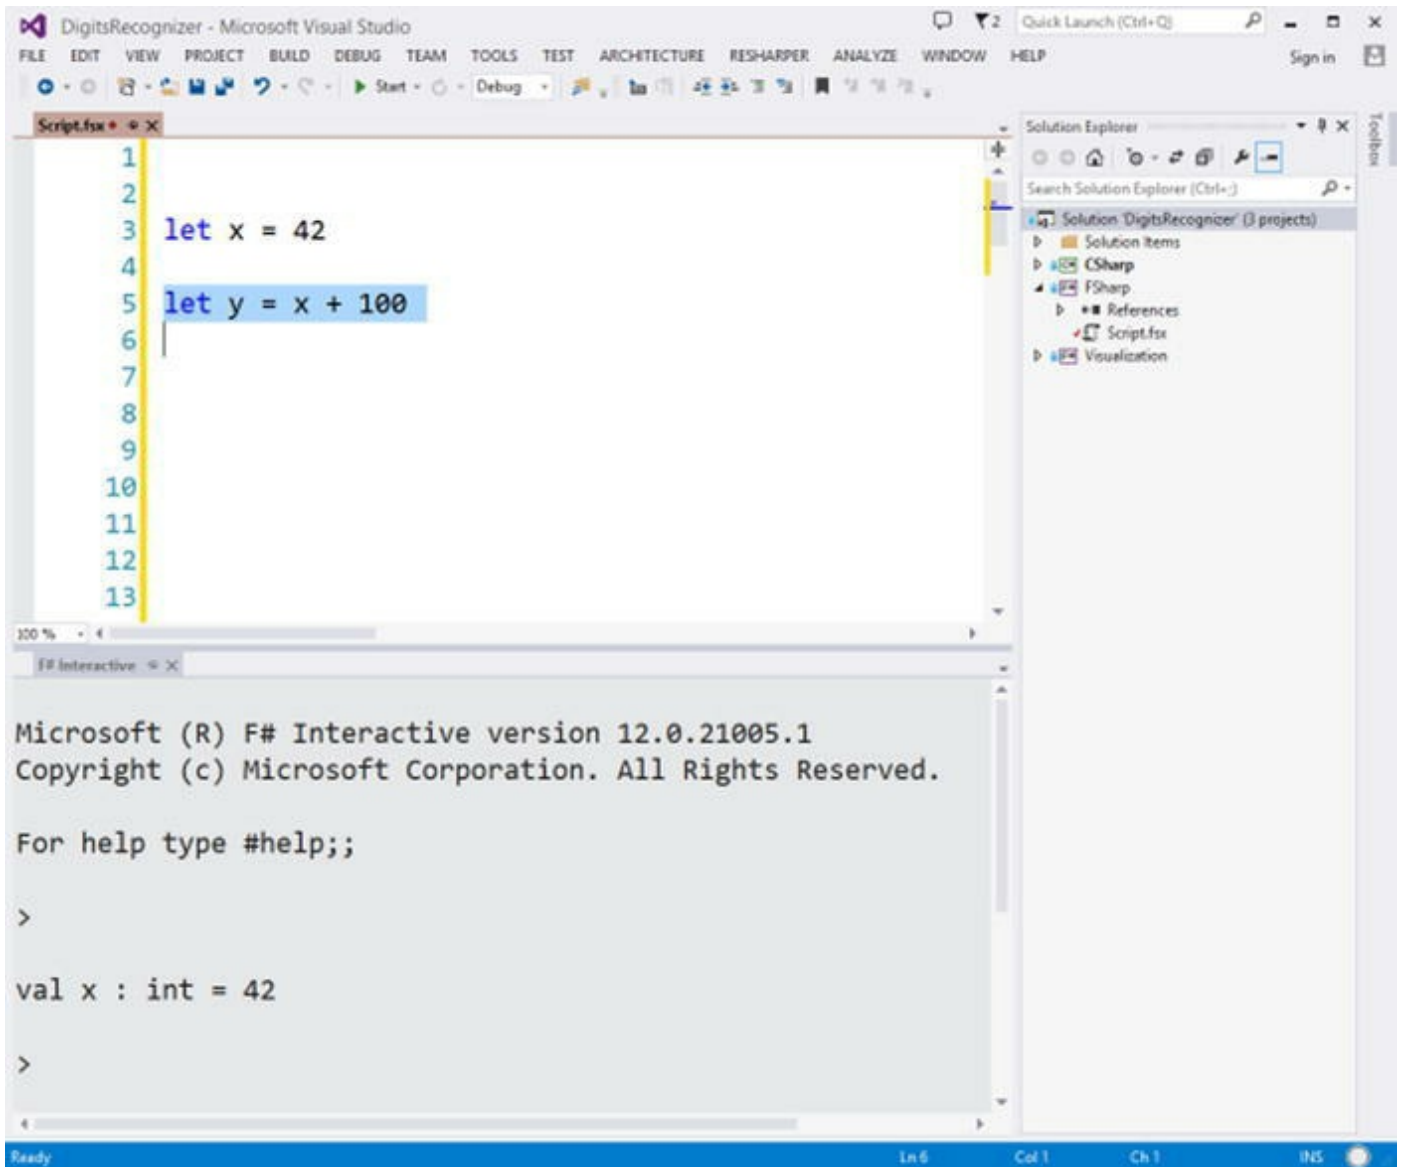 DigitsRecognizer - Microsoft Visual Studio
2
Quick Launch (Ctrl+Q)
FILE EDIT VIEW PROJECT BUILD DEBUG TEAM TOOLS TEST ARCHITECTURE RESHARPER ANALYZE WINDOW HELP
Sign in
Start
Debug
Script.fsx
1
2
3 let x = 42
4
5 let y = x + 100
6
7
8
9
10
11
12
13
100 %
Solution Explorer
Search Solution Explorer (Ctrl+;)
Solution 'DigitsRecognizer' (3 projects)
Solution Items
CSharp
FSharp
References
Script.fsx
Visualization
Toolbox
F# Interactive
Microsoft (R) F# Interactive version 12.0.21005.1
Copyright (c) Microsoft Corporation. All Rights Reserved.
For help type #help;;
>
val x : int = 42
>
Ready
Ln 6
Col 1
Ch 1
INS